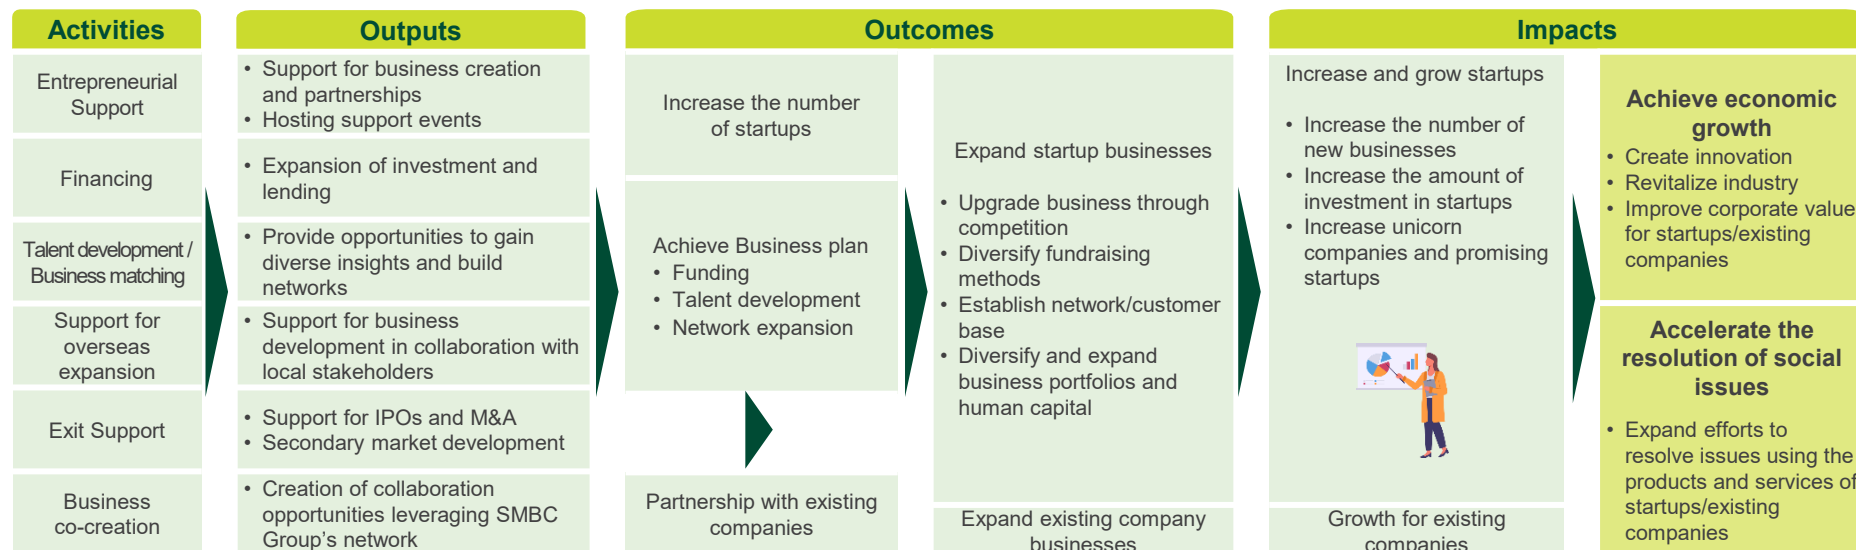 Activities
Outputs
Outcomes
Impacts
Entrepreneurial
Support
Financing
Talent development /
Business matching
Support for
overseas
expansion
Exit Support
Business
co-creation
• Support for business creation
and partnerships
• Hosting support events
• Expansion of investment and
lending
• Provide opportunities to gain
diverse insights and build
networks
• Support for business
development in collaboration with
local stakeholders
• Support for IPOs and M&A
• Secondary market development
• Creation of collaboration
opportunities leveraging SMBC
Group's network
Increase the number
of startups
Achieve Business plan
• Funding
• Talent development
• Network expansion
Partnership with existing
companies
Expand startup businesses
• Upgrade business through
competition
• Diversify fundraising
methods
• Establish network/customer
base
• Diversify and expand
business portfolios and
human capital
Expand existing company
businesses
Increase and grow startups
• Increase the number of
new businesses
• Increase the amount of
investment in startups
• Increase unicorn
companies and promising
startups
Growth for existing
companies
Achieve economic
growth
• Create innovation
• Revitalize industry
• Improve corporate value
for startups/existing
companies
Accelerate the
resolution of social
issues
• Expand efforts to
resolve issues using the
products and services of
startups/existing
companies